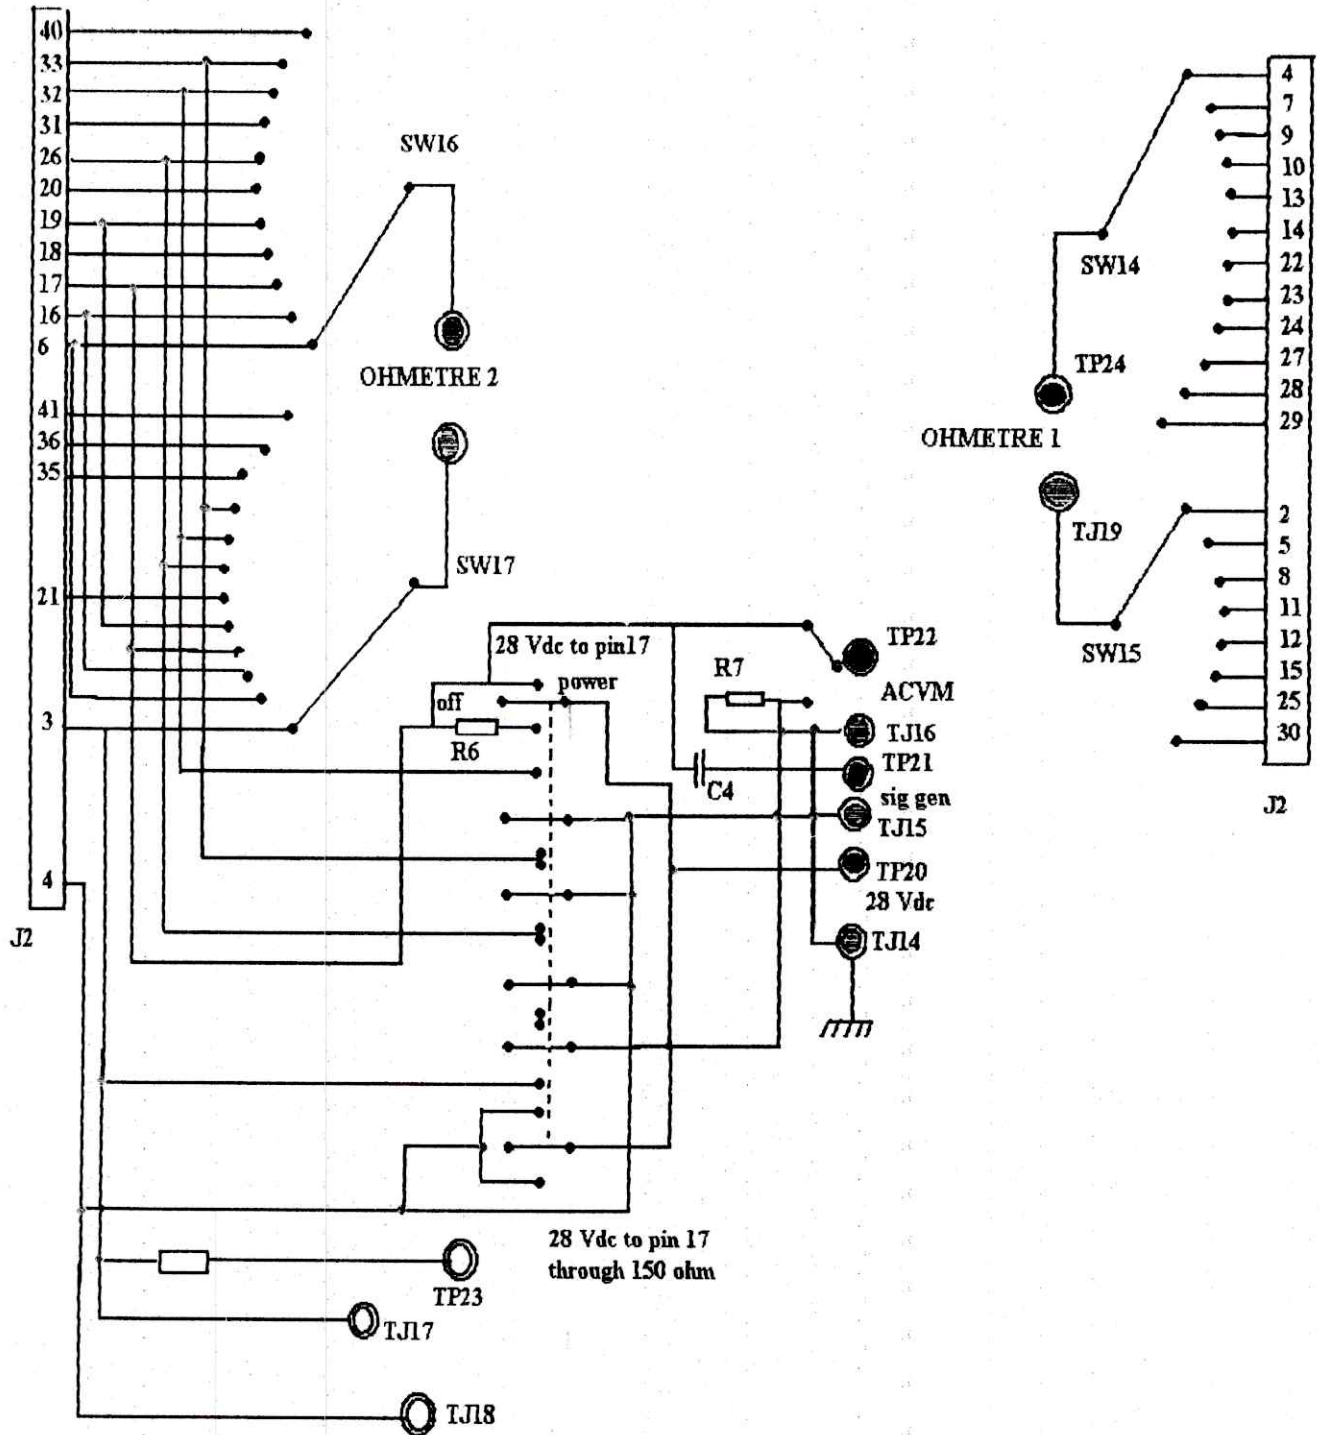 40
33
32
31
26
20
19
18
17
16
6
41
36
35
21
3
4
J2
SW16
OHMETRE 2
SW17
28 Vdc to pin17
power
off
R6
R7
C4
TP22
ACVM
TJ16
TP21
sig gen
TJ15
TP20
28 Vdc
TJ14
28 Vdc to pin 17
through 150 ohm
TP23
TJ17
TJ18
SW14
TP24
OHMETRE 1
TJ19
SW15
4
7
9
10
13
14
22
23
24
27
28
29
2
5
8
11
12
15
25
30
J2